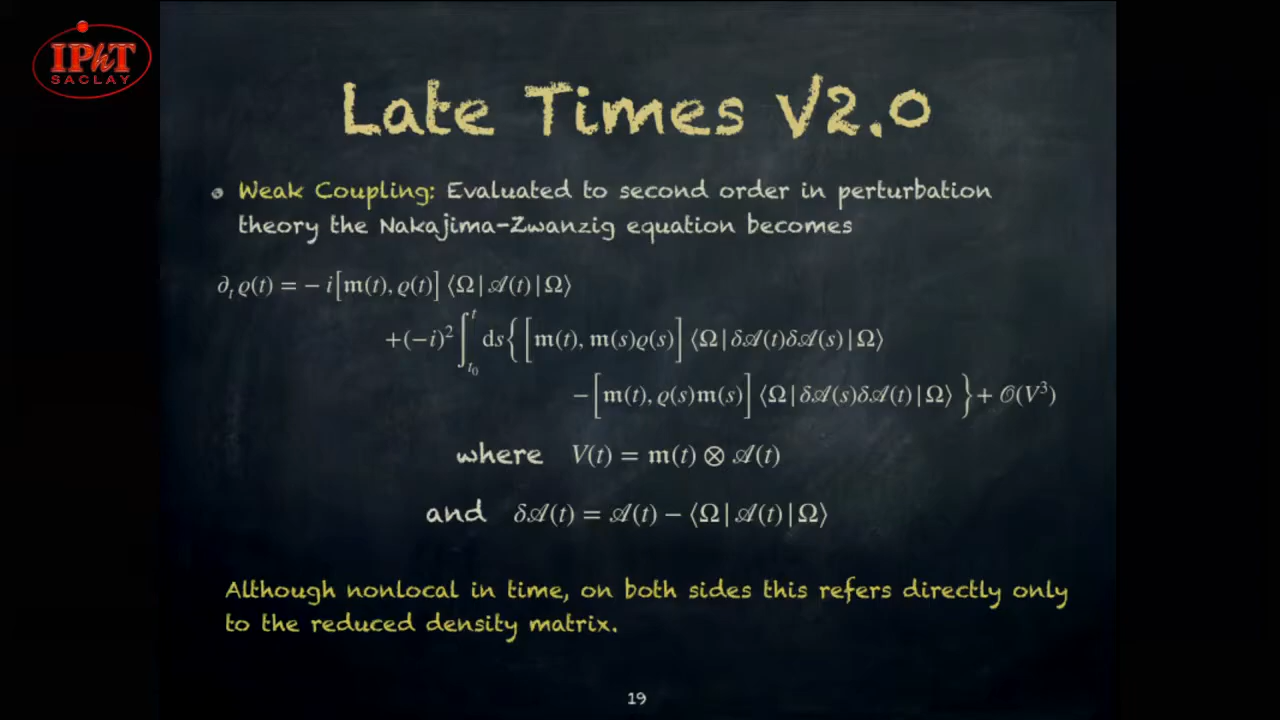 IPhT
SACLAY
Late Times V2.0
Weak Coupling: Evaluated to second order in perturbation
theory the Nakajima-Zwanzig equation becomes
∂ₜϱ(t) = − i[𝔪(t), ϱ(t)] ⟨Ω|𝒜(t)|Ω⟩
+(−i)² ∫ₜ₀ᵗ ds{ [𝔪(t), 𝔪(s)ϱ(s)] ⟨Ω|δ𝒜(t)δ𝒜(s)|Ω⟩
−[𝔪(t), ϱ(s)𝔪(s)] ⟨Ω|δ𝒜(s)δ𝒜(t)|Ω⟩ } + 𝒪(V³)
where V(t) = 𝔪(t) ⊗ 𝒜(t)
and δ𝒜(t) = 𝒜(t) − ⟨Ω|𝒜(t)|Ω⟩
Although nonlocal in time, on both sides this refers directly only
to the reduced density matrix.
19